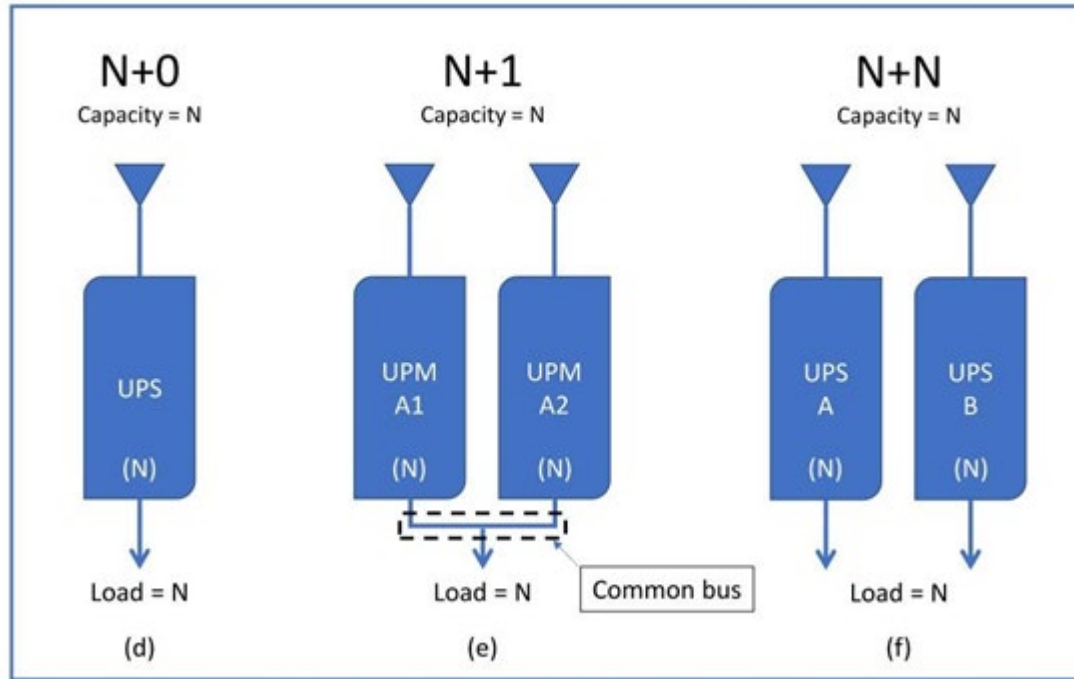 N+0
Capacity = N
UPS
(N)
Load = N
(d)
N+1
Capacity = N
UPM
A1
(N)
UPM
A2
(N)
Common bus
Load = N
(e)
N+N
Capacity = N
UPS
A
(N)
UPS
B
(N)
Load = N
(f)